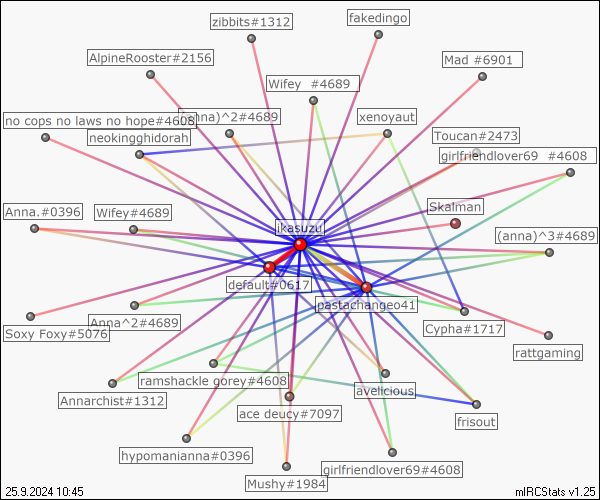 zibbits#1312
fakedingo
AlpineRooster#2156
Mad #6901
Wifey #4689
no cops no laws no hope#4608
nna)^2#4689
xenoyaut
neokingghidorah
Toucan#2473
girlfriendlover69 #4608
Anna.#0396
Wifey#4689
Skalman
ikasuzu
(anna)^3#4689
default#0617
pastachangeo41
Soxy Foxy#5076
Anna^2#4689
Cypha#1717
rattgaming
ramshackle gorey#4608
avelicious
Annarchist#1312
ace deucy#7097
frisout
hypomanianna#0396
girlfriendlover69#4608
Mushy#1984
25.9.2024 10:45
mIRCStats v1.25